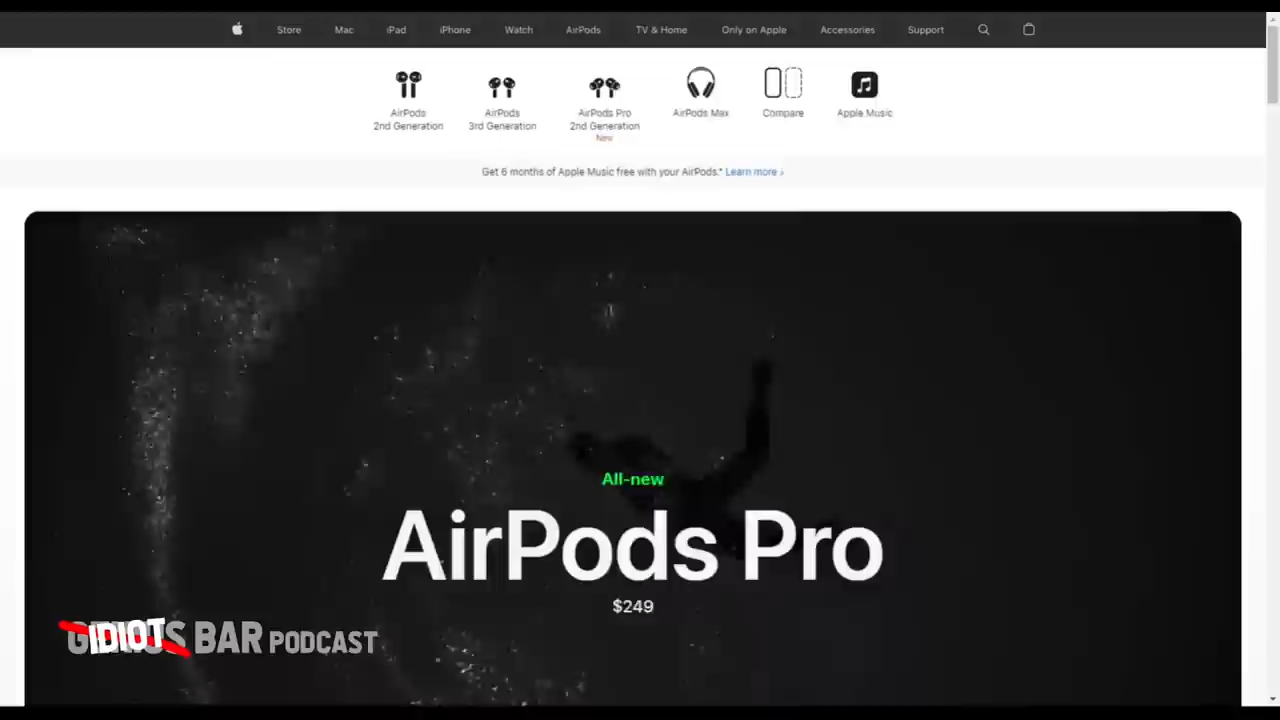 Store Mac iPad iPhone Watch AirPods TV & Home Only on Apple Accessories Support
AirPods
2nd Generation
AirPods
3rd Generation
AirPods Pro
2nd Generation
New
AirPods Max
Compare
Apple Music
Get 6 months of Apple Music free with your AirPods.* Learn more ›
All-new
AirPods Pro
$249
GENIUS IDIOT BAR PODCAST